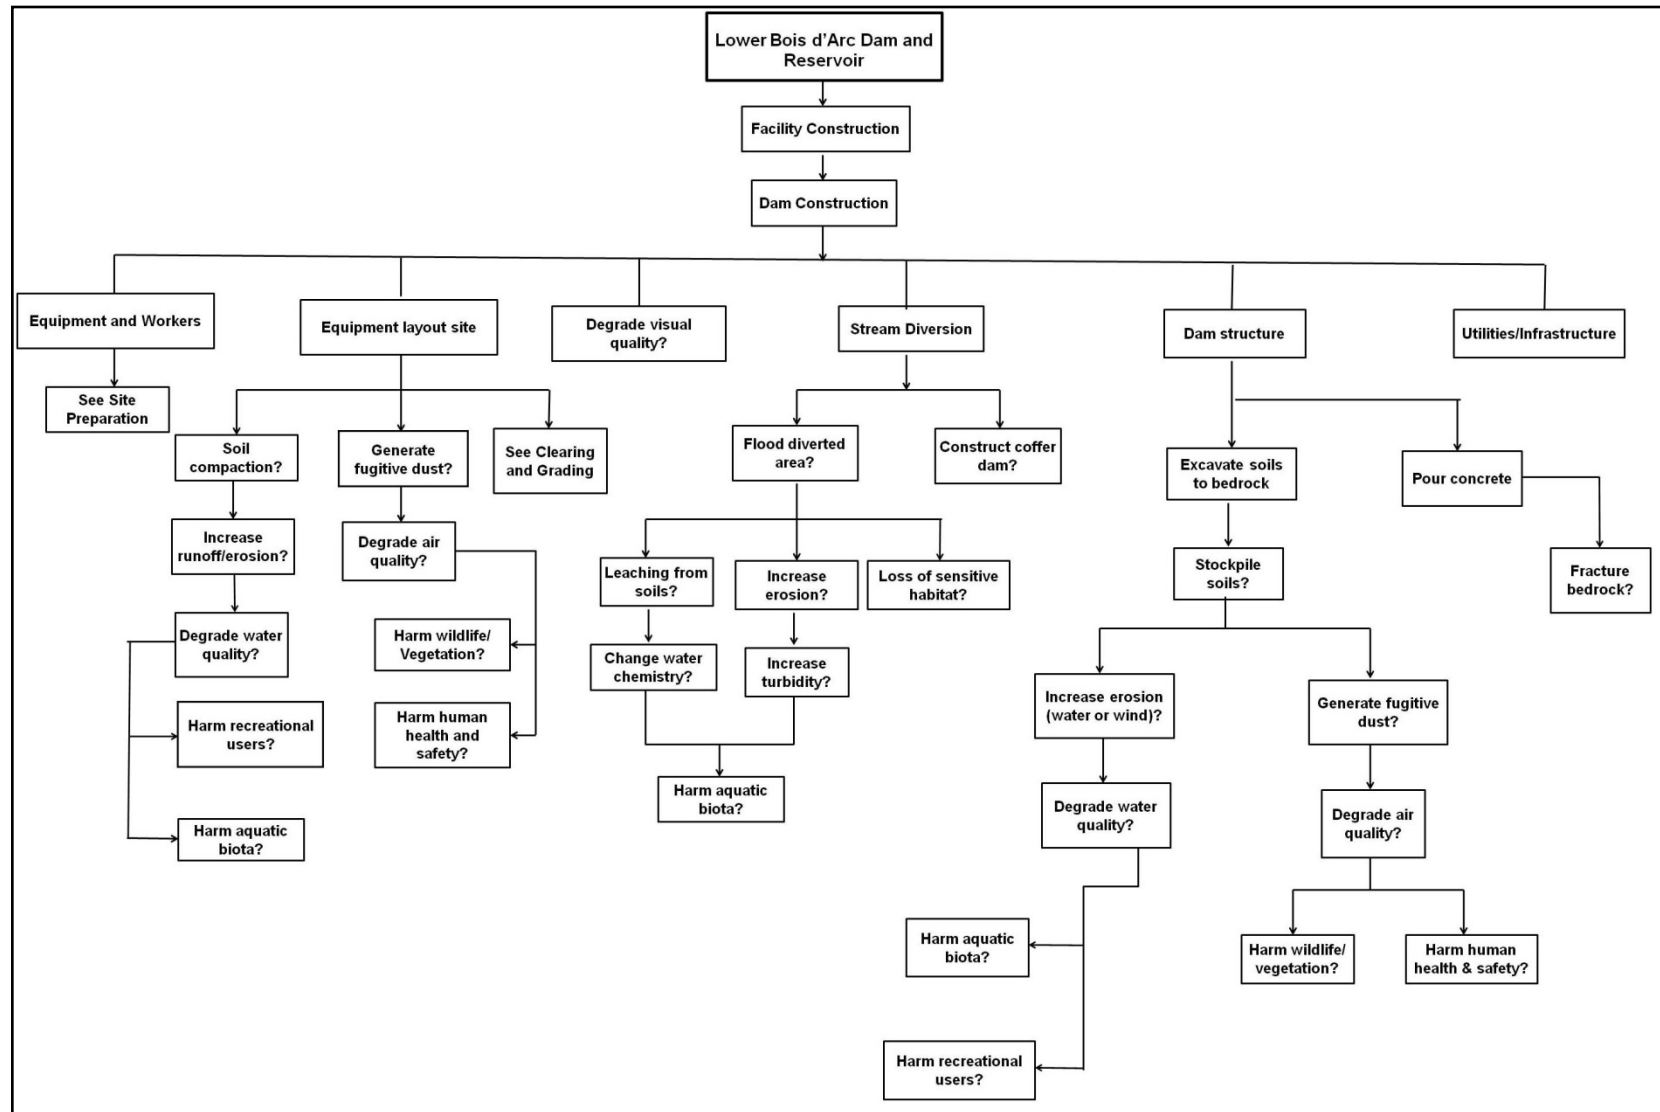 Lower Bois d'Arc Dam and
Reservoir
Facility Construction
Dam Construction
Equipment and Workers
Equipment layout site
Degrade visual
quality?
Stream Diversion
Dam structure
Utilities/Infrastructure
See Site
Preparation
Soil
compaction?
Generate
fugitive dust?
See Clearing
and Grading
Flood diverted
area?
Construct coffer
dam?
Excavate soils
to bedrock
Pour concrete
Increase
runoff/erosion?
Degrade air
quality?
Leaching from
soils?
Increase
erosion?
Loss of sensitive
habitat?
Stockpile
soils?
Fracture
bedrock?
Degrade water
quality?
Harm wildlife/
Vegetation?
Change water
chemistry?
Increase
turbidity?
Increase erosion
(water or wind)?
Generate fugitive
dust?
Harm recreational
users?
Harm human
health and
safety?
Harm aquatic
biota?
Degrade water
quality?
Degrade air
quality?
Harm aquatic
biota?
Harm aquatic
biota?
Harm wildlife/
vegetation?
Harm human
health & safety?
Harm recreational
users?